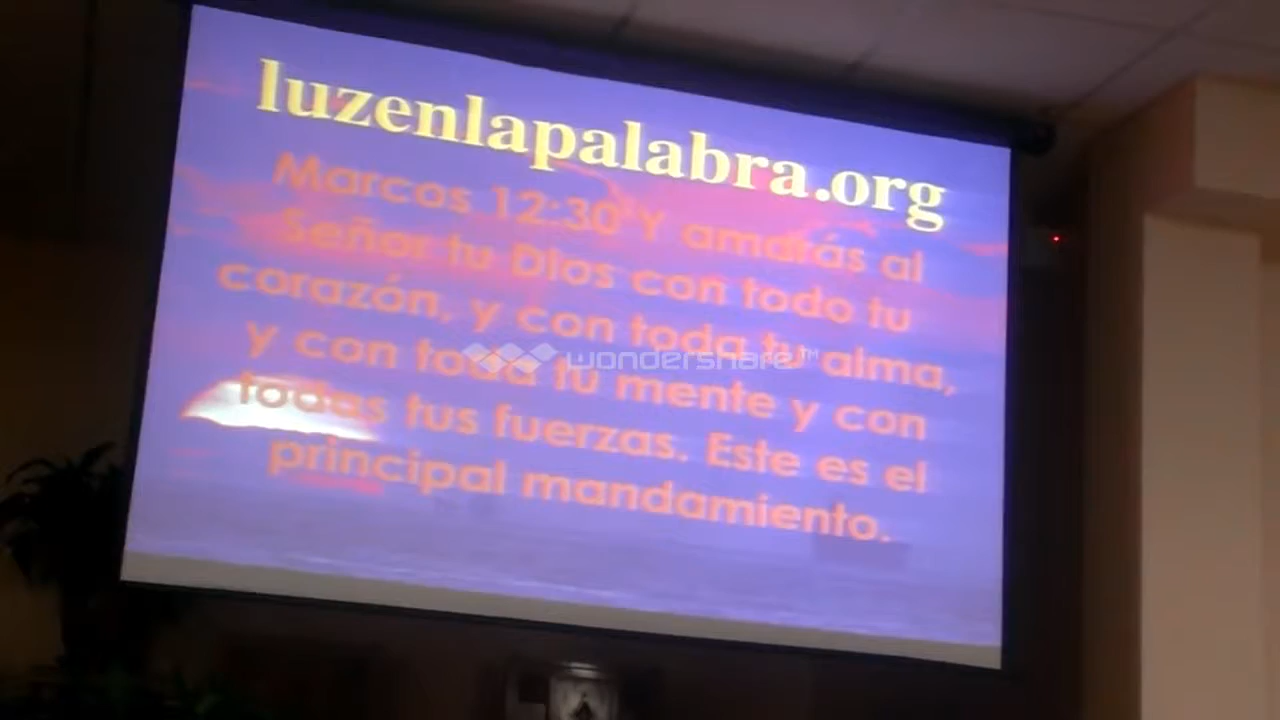 luzenlapalabra.org
Marcos 12:30 Y amarás al
Señor tu Dios con todo tu
corazón, y con toda tu alma,
y con toda tu mente y con
todas tus fuerzas. Este es el
principal mandamiento.
wondershare™